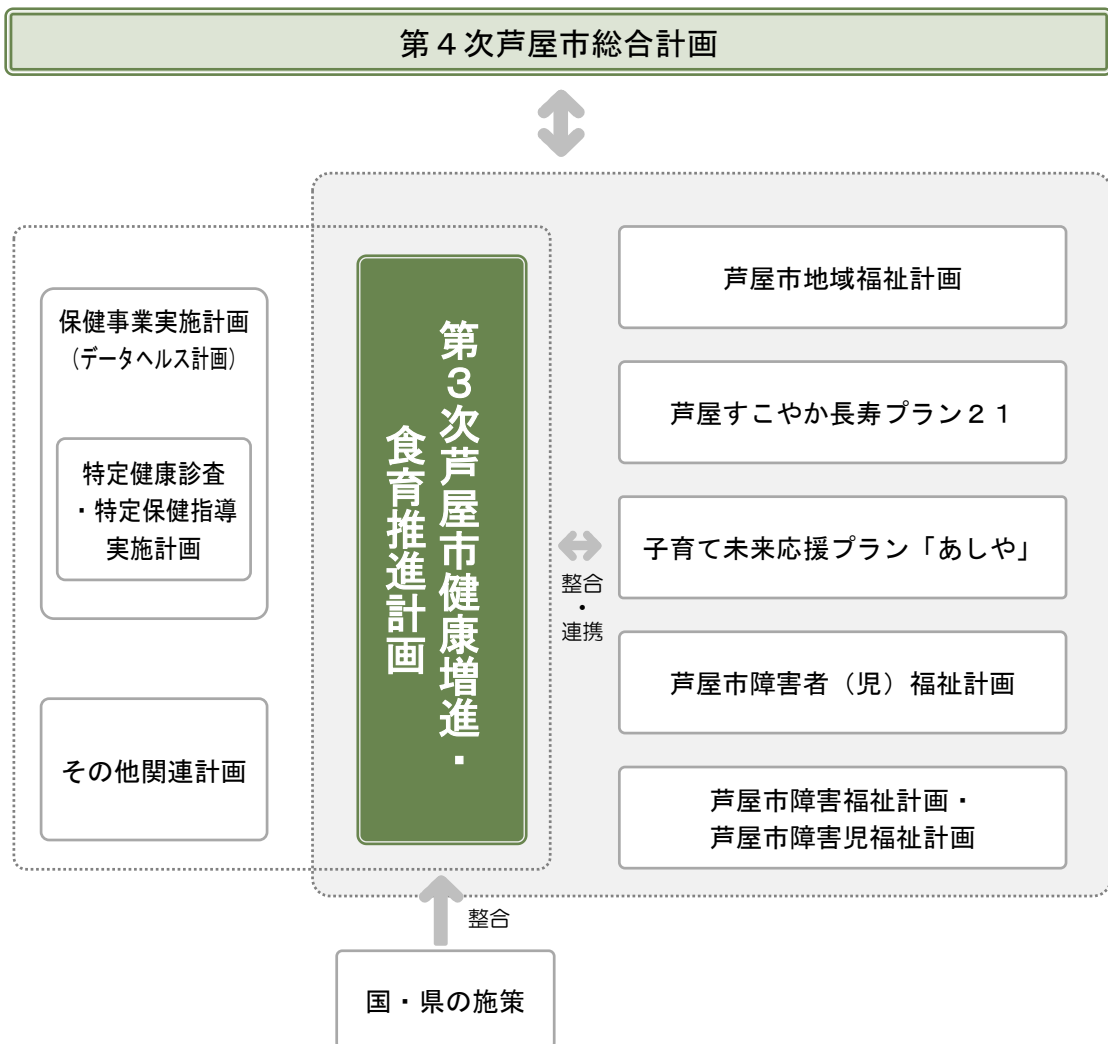 第４次芦屋市総合計画
保健事業実施計画
（データヘルス計画）
特定健康診査
・特定保健指導
実施計画
その他関連計画
第３次芦屋市健康増進・
食育推進計画
整合
・
連携
芦屋市地域福祉計画
芦屋すこやか長寿プラン２１
子育て未来応援プラン「あしや」
芦屋市障害者（児）福祉計画
芦屋市障害福祉計画・
芦屋市障害児福祉計画
整合
国・県の施策